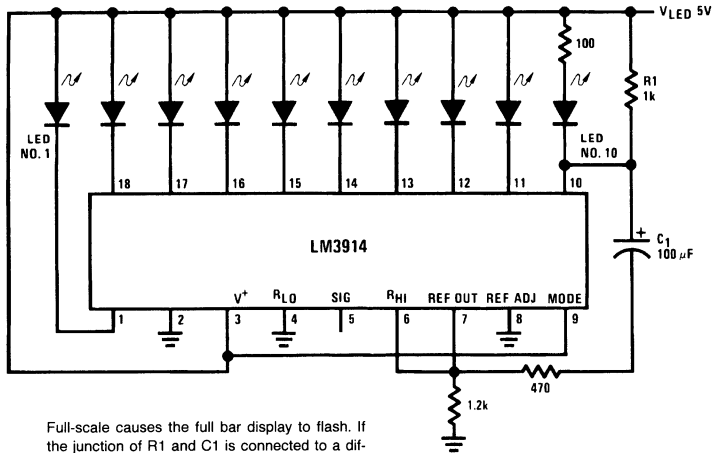 V_LED 5V
100
R1
1k
LED
NO. 1
LED
NO. 10
18 17 16 15 14 13 12 11 10
C1
100 µF
LM3914
V+ RLO SIG RHI REF OUT REF ADJ MODE
1 2 3 4 5 6 7 8 9
470
1.2k
Full-scale causes the full bar display to flash. If
the junction of R1 and C1 is connected to a dif-